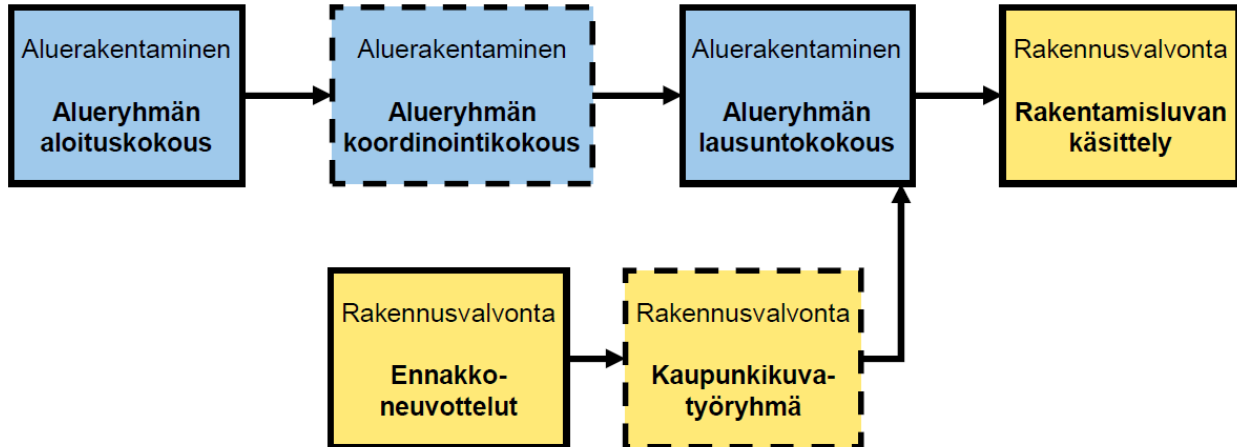 Aluerakentaminen
Alueryhmän
aloituskokous
Aluerakentaminen
Alueryhmän
koordinointikokous
Aluerakentaminen
Alueryhmän
lausuntokokous
Rakennusvalvonta
Rakentamisluvan
käsittely
Rakennusvalvonta
Ennakko-
neuvottelut
Rakennusvalvonta
Kaupunkikuva-
työryhmä